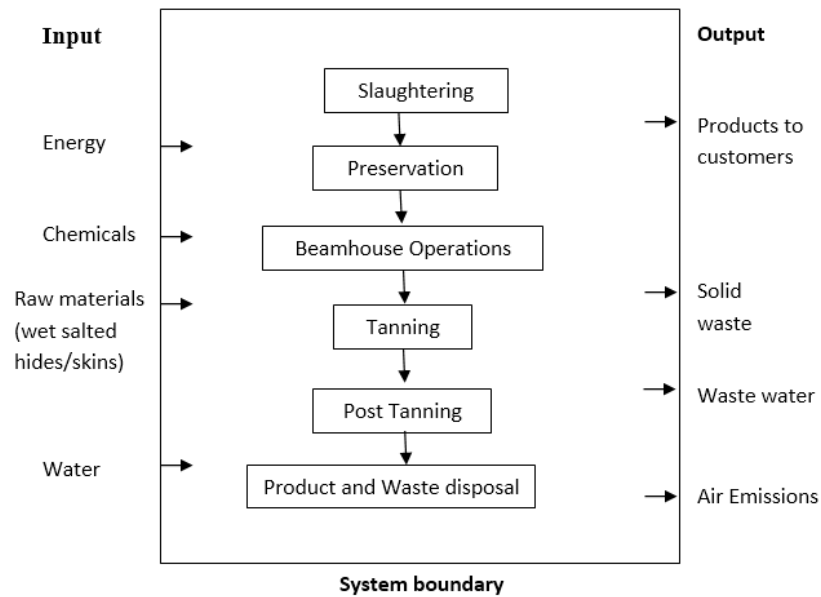 Input
Energy
Chemicals
Raw materials
(wet salted
hides/skins)
Water
Slaughtering
Preservation
Beamhouse Operations
Tanning
Post Tanning
Product and Waste disposal
Output
Products to
customers
Solid
waste
Waste water
Air Emissions
System boundary